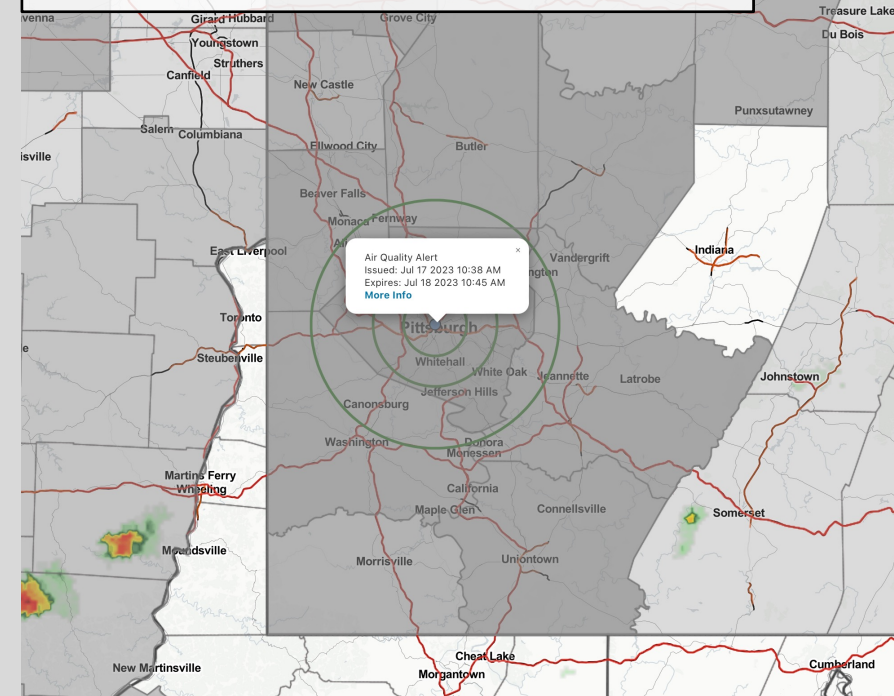 Treasure Lake
Girard
Hubbard
Grove City
Du Bois
Youngstown
Struthers
Canfield
New Castle
Punxsutawney
Salem
Columbiana
Ellwood City
Butler
Beaver Falls
Monaca
Fernway
East Liverpool
Indiana
Vandergrift
Air Quality Alert
×
Issued: Jul 17 2023 10:38 AM
Expires: Jul 18 2023 10:45 AM
More Info
Toronto
Pittsburgh
Steubenville
Whitehall
White Oak
Jeannette
Latrobe
Johnstown
Jefferson Hills
Canonsburg
Washington
Donora
Monessen
Martins Ferry
Wheeling
California
Maple Glen
Connellsville
Somerset
Moundsville
Morrisville
Uniontown
Cheat Lake
New Martinsville
Morgantown
Cumberland